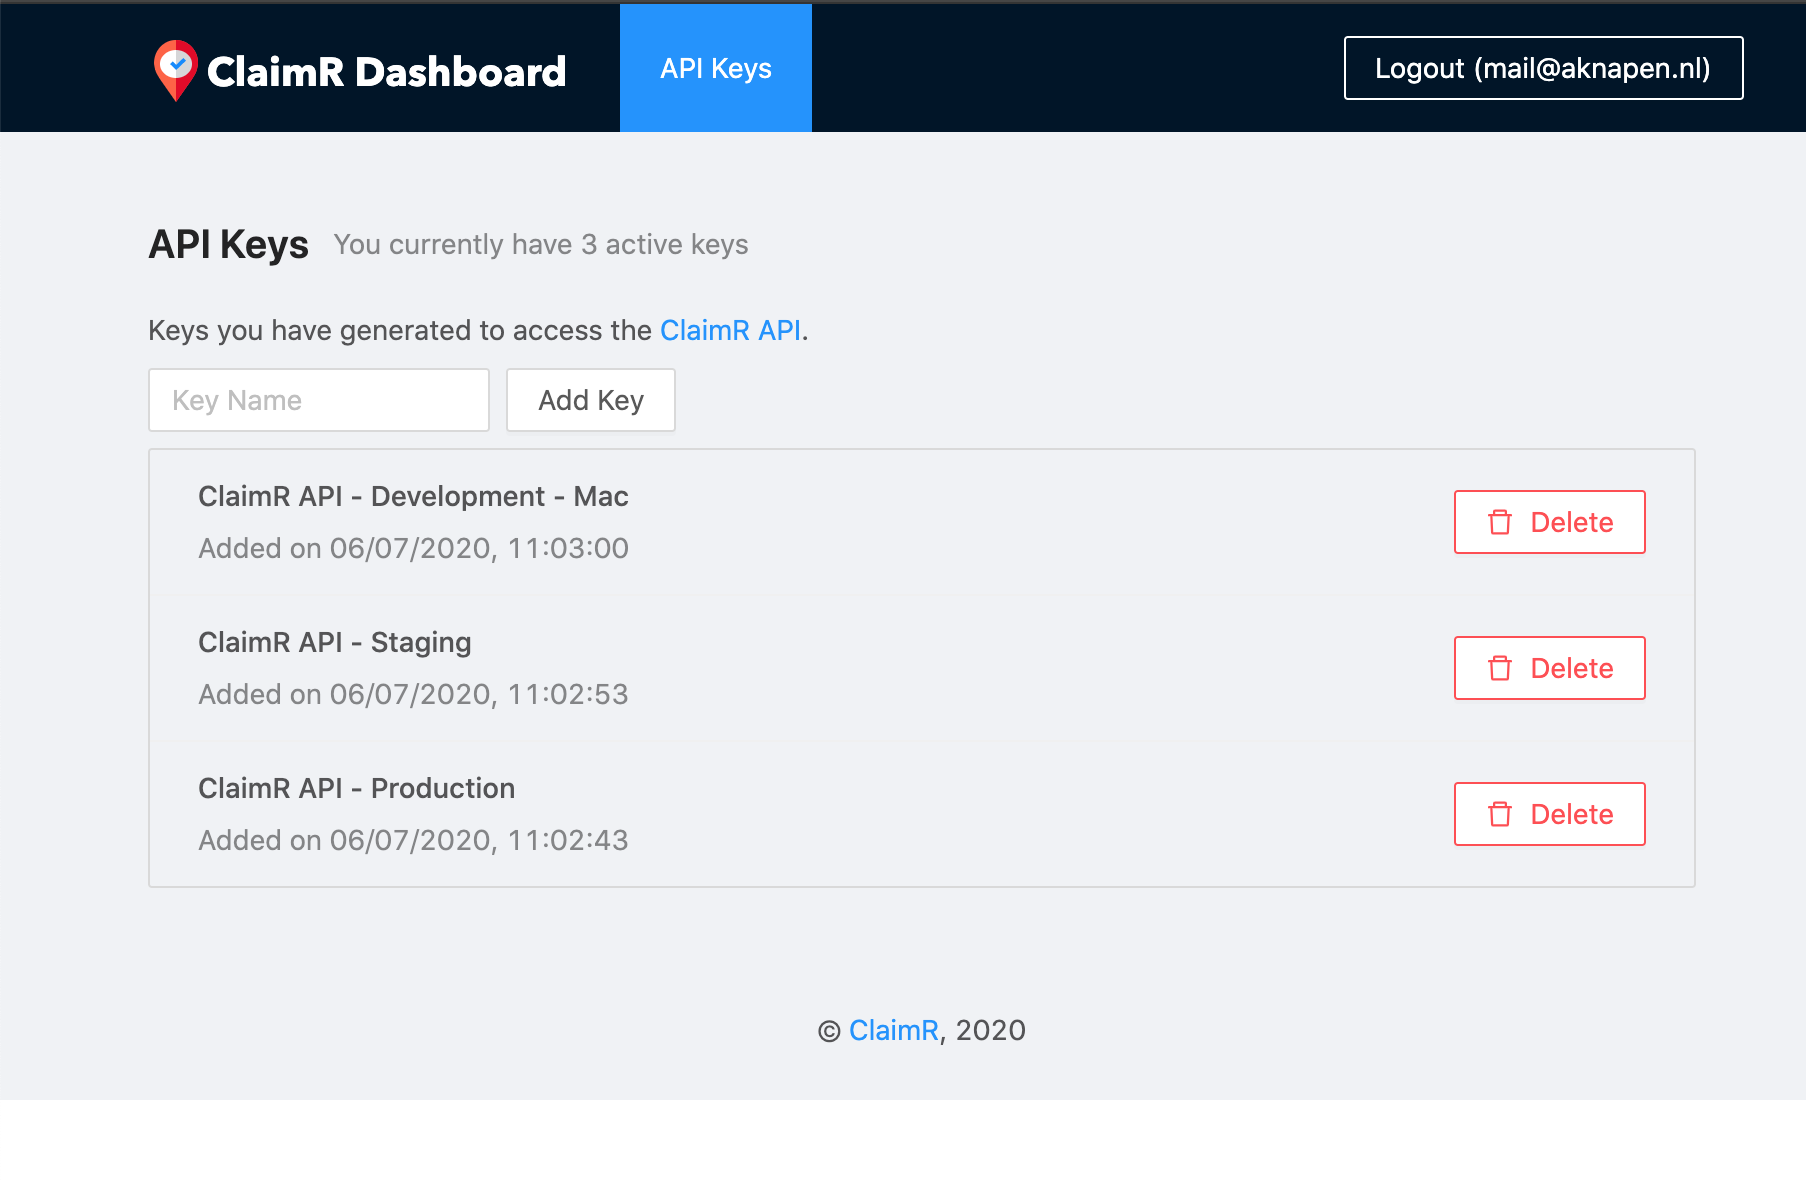 ClaimR Dashboard
API Keys
Logout (mail@aknapen.nl)
API Keys
You currently have 3 active keys
Keys you have generated to access the ClaimR API.
Key Name
Add Key
ClaimR API - Development - Mac
Added on 06/07/2020, 11:03:00
Delete
ClaimR API - Staging
Added on 06/07/2020, 11:02:53
Delete
ClaimR API - Production
Added on 06/07/2020, 11:02:43
Delete
© ClaimR, 2020